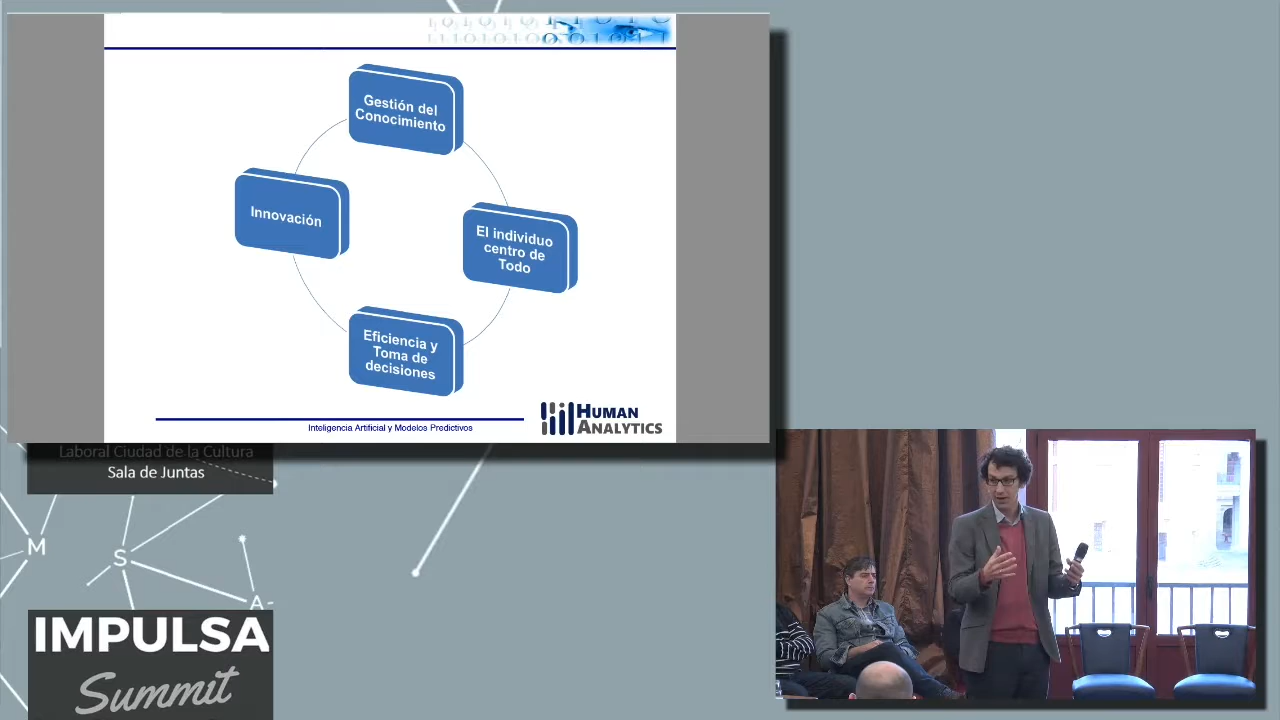 Gestión del
Conocimiento
Innovación
El individuo
centro de
Todo
Eficiencia y
Toma de
decisiones
Inteligencia Artificial y Modelos Predictivos
HUMAN
ANALYTICS
Laboral Ciudad de la Cultura
Sala de Juntas
M
S
A
IMPULSA
Summit